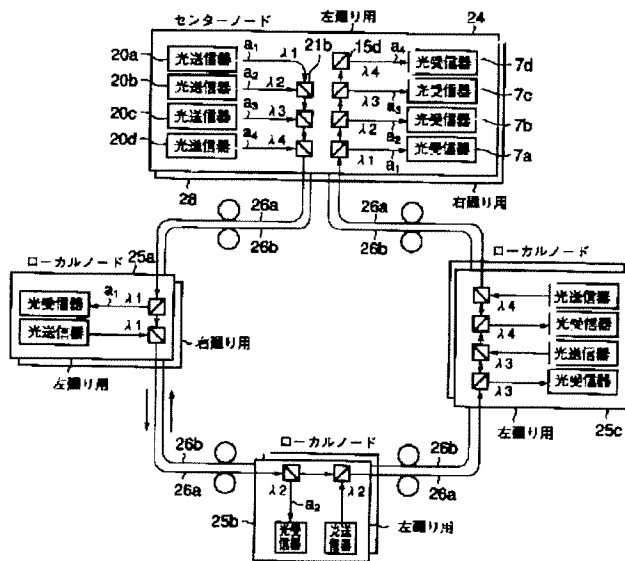 センターノード
左廻り用
24
20a
光送信器
a1
λ1
21b
15d
a4
λ4
光受信器
7d
20b
光送信器
a2
λ2
λ3
光受信器
7c
20c
光送信器
a3
λ3
a3
λ2
光受信器
7b
20d
光送信器
a4
λ4
a2
λ1
光受信器
7a
a1
28
右廻り用
26a
26b
26a
26b
ローカルノード
25a
光受信器
a1
λ1
光送信器
λ1
右廻り用
左廻り用
ローカルノード
λ4
光送信器
λ4
光受信器
λ3
光送信器
λ3
光受信器
左廻り用
25c
26b
26a
ローカルノード
26b
26a
λ2
λ2
a2
25b
光受信器
光送信器
左廻り用